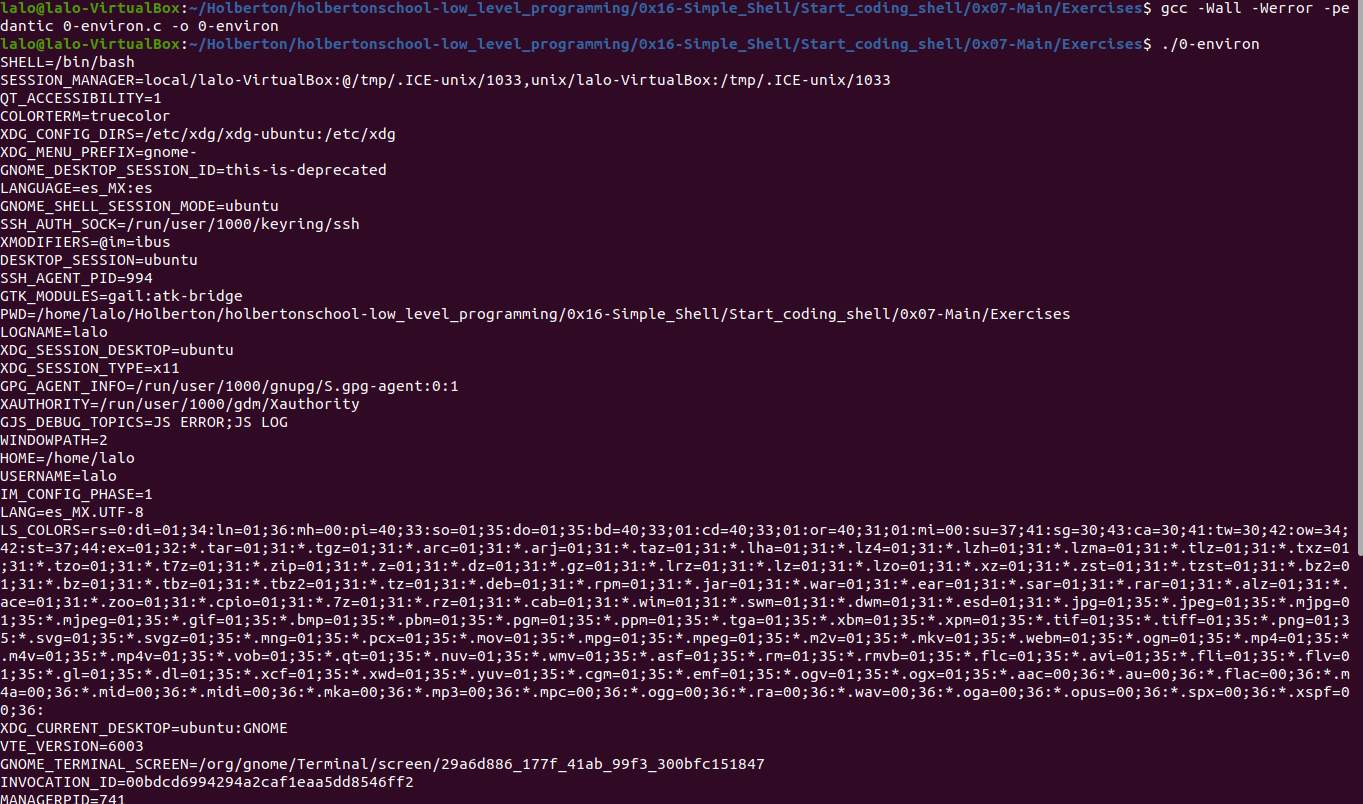 lalo@lalo-VirtualBox:~/Holberton/holbertonschool-low_level_programming/0x16-Simple_Shell/Start_coding_shell/0x07-Main/Exercises$ gcc -Wall -Werror -pe
dantic 0-environ.c -o 0-environ
lalo@lalo-VirtualBox:~/Holberton/holbertonschool-low_level_programming/0x16-Simple_Shell/Start_coding_shell/0x07-Main/Exercises$ ./0-environ
SHELL=/bin/bash
SESSION_MANAGER=local/lalo-VirtualBox:@/tmp/.ICE-unix/1033,unix/lalo-VirtualBox:/tmp/.ICE-unix/1033
QT_ACCESSIBILITY=1
COLORTERM=truecolor
XDG_CONFIG_DIRS=/etc/xdg/xdg-ubuntu:/etc/xdg
XDG_MENU_PREFIX=gnome-
GNOME_DESKTOP_SESSION_ID=this-is-deprecated
LANGUAGE=es_MX:es
GNOME_SHELL_SESSION_MODE=ubuntu
SSH_AUTH_SOCK=/run/user/1000/keyring/ssh
XMODIFIERS=@im=ibus
DESKTOP_SESSION=ubuntu
SSH_AGENT_PID=994
GTK_MODULES=gail:atk-bridge
PWD=/home/lalo/Holberton/holbertonschool-low_level_programming/0x16-Simple_Shell/Start_coding_shell/0x07-Main/Exercises
LOGNAME=lalo
XDG_SESSION_DESKTOP=ubuntu
XDG_SESSION_TYPE=x11
GPG_AGENT_INFO=/run/user/1000/gnupg/S.gpg-agent:0:1
XAUTHORITY=/run/user/1000/gdm/Xauthority
GJS_DEBUG_TOPICS=JS ERROR;JS LOG
WINDOWPATH=2
HOME=/home/lalo
USERNAME=lalo
IM_CONFIG_PHASE=1
LANG=es_MX.UTF-8
LS_COLORS=rs=0:di=01;34:ln=01;36:mh=00:pi=40;33:so=01;35:do=01;35:bd=40;33;01:cd=40;33;01:or=40;31;01:mi=00:su=37;41:sg=30;43:ca=30;41:tw=30;42:ow=34;
42:st=37;44:ex=01;32:*.tar=01;31:*.tgz=01;31:*.arc=01;31:*.arj=01;31:*.taz=01;31:*.lha=01;31:*.lz4=01;31:*.lzh=01;31:*.lzma=01;31:*.tlz=01;31:*.txz=01
;31:*.tzo=01;31:*.t7z=01;31:*.zip=01;31:*.z=01;31:*.dz=01;31:*.gz=01;31:*.lrz=01;31:*.lz=01;31:*.lzo=01;31:*.xz=01;31:*.zst=01;31:*.tzst=01;31:*.bz2=0
1;31:*.bz=01;31:*.tbz=01;31:*.tbz2=01;31:*.tz=01;31:*.deb=01;31:*.rpm=01;31:*.jar=01;31:*.war=01;31:*.ear=01;31:*.sar=01;31:*.rar=01;31:*.alz=01;31:*.
ace=01;31:*.zoo=01;31:*.cpio=01;31:*.7z=01;31:*.rz=01;31:*.cab=01;31:*.wim=01;31:*.swm=01;31:*.dwm=01;31:*.esd=01;31:*.jpg=01;35:*.jpeg=01;35:*.mjpg=0
1;35:*.mjpeg=01;35:*.gif=01;35:*.bmp=01;35:*.pbm=01;35:*.pgm=01;35:*.ppm=01;35:*.tga=01;35:*.xbm=01;35:*.xpm=01;35:*.tif=01;35:*.tiff=01;35:*.png=01;3
5:*.svg=01;35:*.svgz=01;35:*.mng=01;35:*.pcx=01;35:*.mov=01;35:*.mpg=01;35:*.mpeg=01;35:*.m2v=01;35:*.mkv=01;35:*.webm=01;35:*.ogm=01;35:*.mp4=01;35:*
.m4v=01;35:*.mp4v=01;35:*.vob=01;35:*.qt=01;35:*.nuv=01;35:*.wmv=01;35:*.asf=01;35:*.rm=01;35:*.rmvb=01;35:*.flc=01;35:*.avi=01;35:*.fli=01;35:*.flv=0
1;35:*.gl=01;35:*.dl=01;35:*.xcf=01;35:*.xwd=01;35:*.yuv=01;35:*.cgm=01;35:*.emf=01;35:*.ogv=01;35:*.ogx=01;35:*.aac=00;36:*.au=00;36:*.flac=00;36:*.m
4a=00;36:*.mid=00;36:*.midi=00;36:*.mka=00;36:*.mp3=00;36:*.mpc=00;36:*.ogg=00;36:*.ra=00;36:*.wav=00;36:*.oga=00;36:*.opus=00;36:*.spx=00;36:*.xspf=0
0;36:
XDG_CURRENT_DESKTOP=ubuntu:GNOME
VTE_VERSION=6003
GNOME_TERMINAL_SCREEN=/org/gnome/Terminal/screen/29a6d886_177f_41ab_99f3_300bfc151847
INVOCATION_ID=00bdcd6994294a2caf1eaa5dd8546ff2
MANAGERPID=741